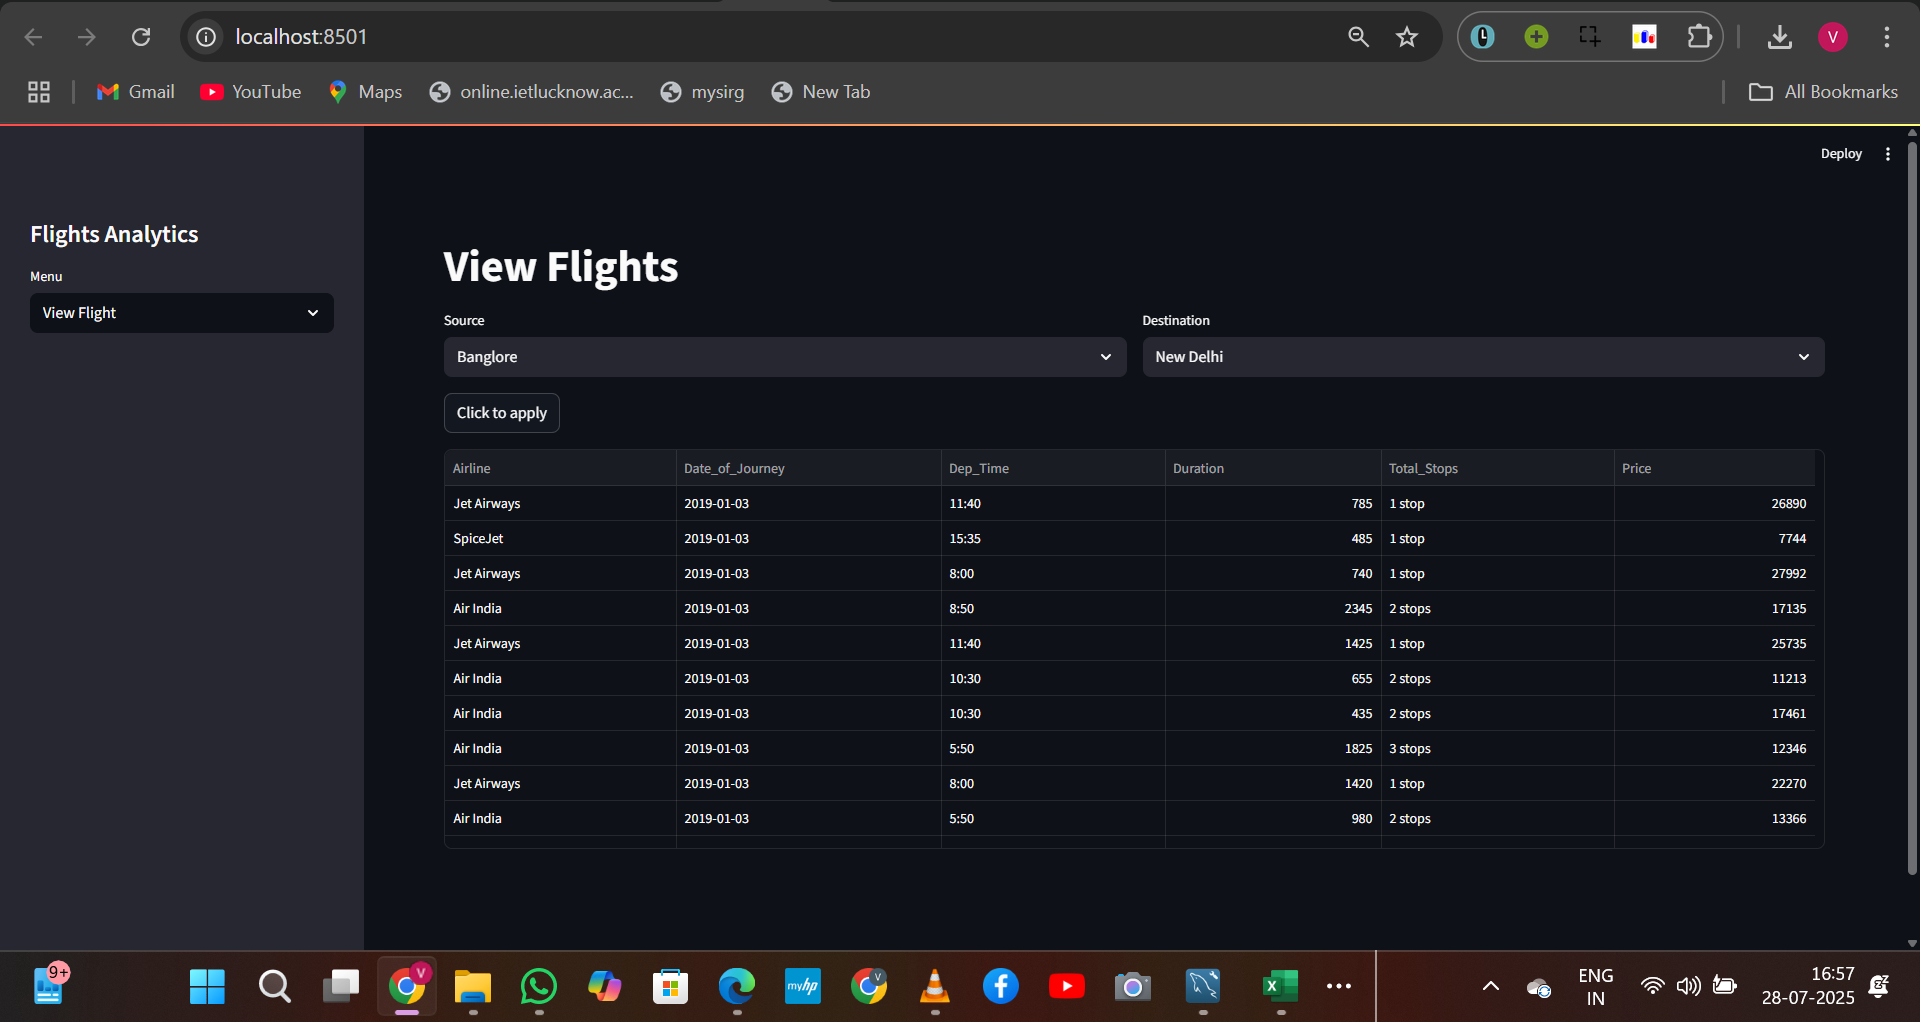 localhost:8501
V
Gmail
YouTube
Maps
online.ietlucknow.ac...
mysirg
New Tab
All Bookmarks
Deploy
Flights Analytics
Menu
View Flight
View Flights
Source
Destination
Banglore
New Delhi
Click to apply
Airline Date_of_Journey Dep_Time Duration Total_Stops Price
Jet Airways 2019-01-03 11:40 785 1 stop 26890
SpiceJet 2019-01-03 15:35 485 1 stop 7744
Jet Airways 2019-01-03 8:00 740 1 stop 27992
Air India 2019-01-03 8:50 2345 2 stops 17135
Jet Airways 2019-01-03 11:40 1425 1 stop 25735
Air India 2019-01-03 10:30 655 2 stops 11213
Air India 2019-01-03 10:30 435 2 stops 17461
Air India 2019-01-03 5:50 1825 3 stops 12346
Jet Airways 2019-01-03 8:00 1420 1 stop 22270
Air India 2019-01-03 5:50 980 2 stops 13366
9+
V
myhp
V
X
ENG
IN
16:57
28-07-2025